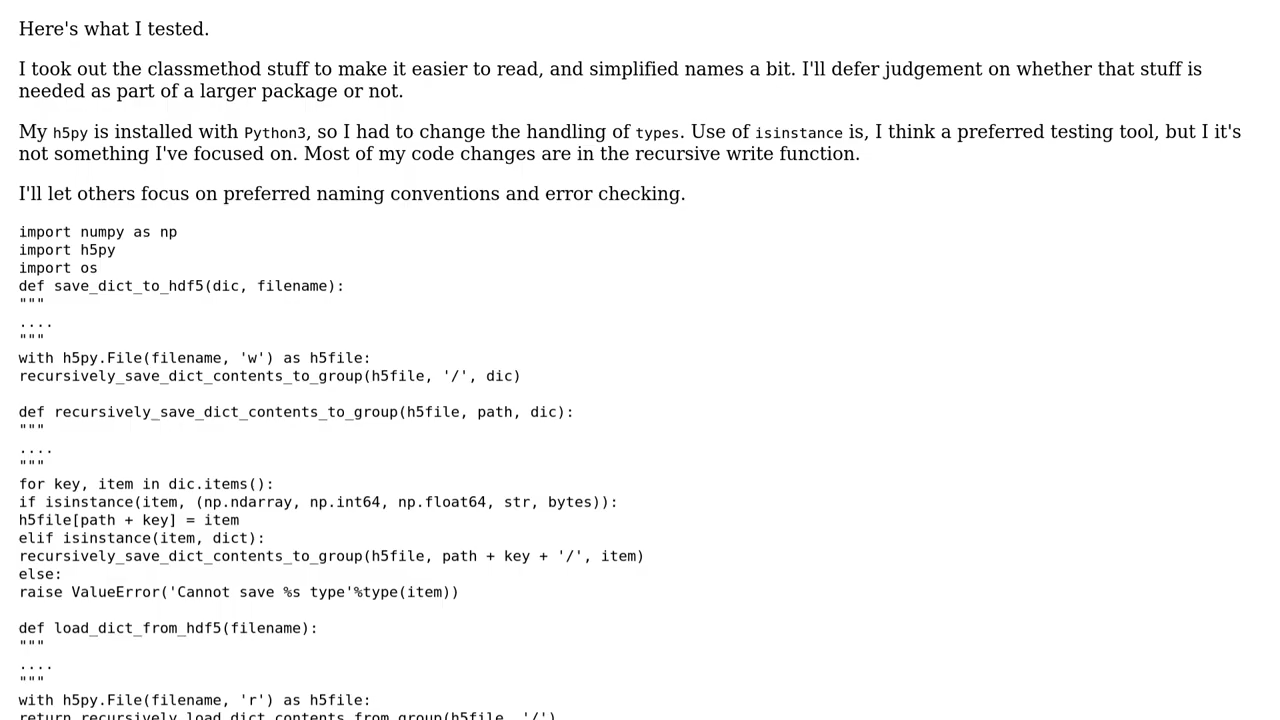 Here's what I tested.
I took out the classmethod stuff to make it easier to read, and simplified names a bit. I'll defer judgement on whether that stuff is
needed as part of a larger package or not.
My h5py is installed with Python3, so I had to change the handling of types. Use of isinstance is, I think a preferred testing tool, but I it's
not something I've focused on. Most of my code changes are in the recursive write function.
I'll let others focus on preferred naming conventions and error checking.
import numpy as np
import h5py
import os
def save_dict_to_hdf5(dic, filename):
"""
....
"""
with h5py.File(filename, 'w') as h5file:
recursively_save_dict_contents_to_group(h5file, '/', dic)
def recursively_save_dict_contents_to_group(h5file, path, dic):
"""
....
"""
for key, item in dic.items():
if isinstance(item, (np.ndarray, np.int64, np.float64, str, bytes)):
h5file[path + key] = item
elif isinstance(item, dict):
recursively_save_dict_contents_to_group(h5file, path + key + '/', item)
else:
raise ValueError('Cannot save %s type'%type(item))
def load_dict_from_hdf5(filename):
"""
....
"""
with h5py.File(filename, 'r') as h5file:
return recursively_load_dict_contents_from_group(h5file, '/')